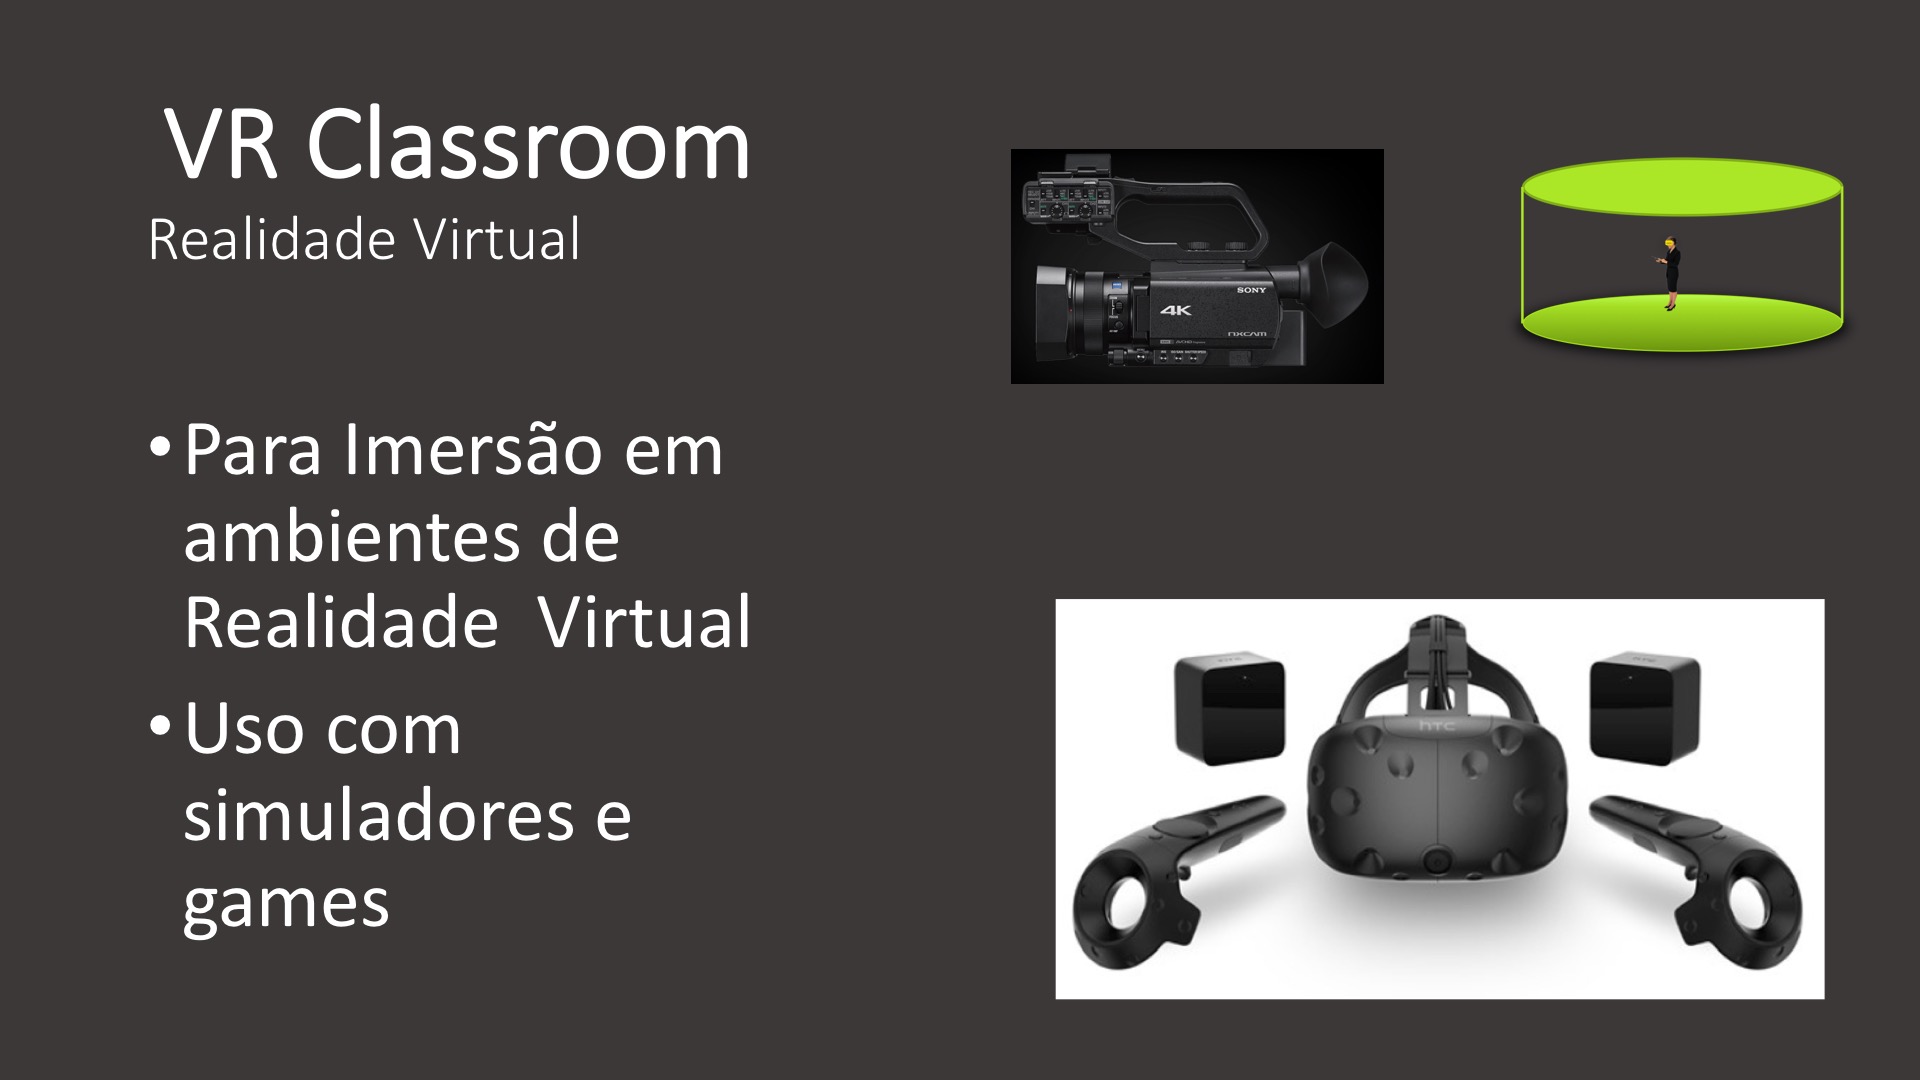 VR Classroom
Realidade Virtual
• Para Imersão em
ambientes de
Realidade  Virtual
• Uso com
simuladores e
games
SONY
4K
NXCAM
hTC